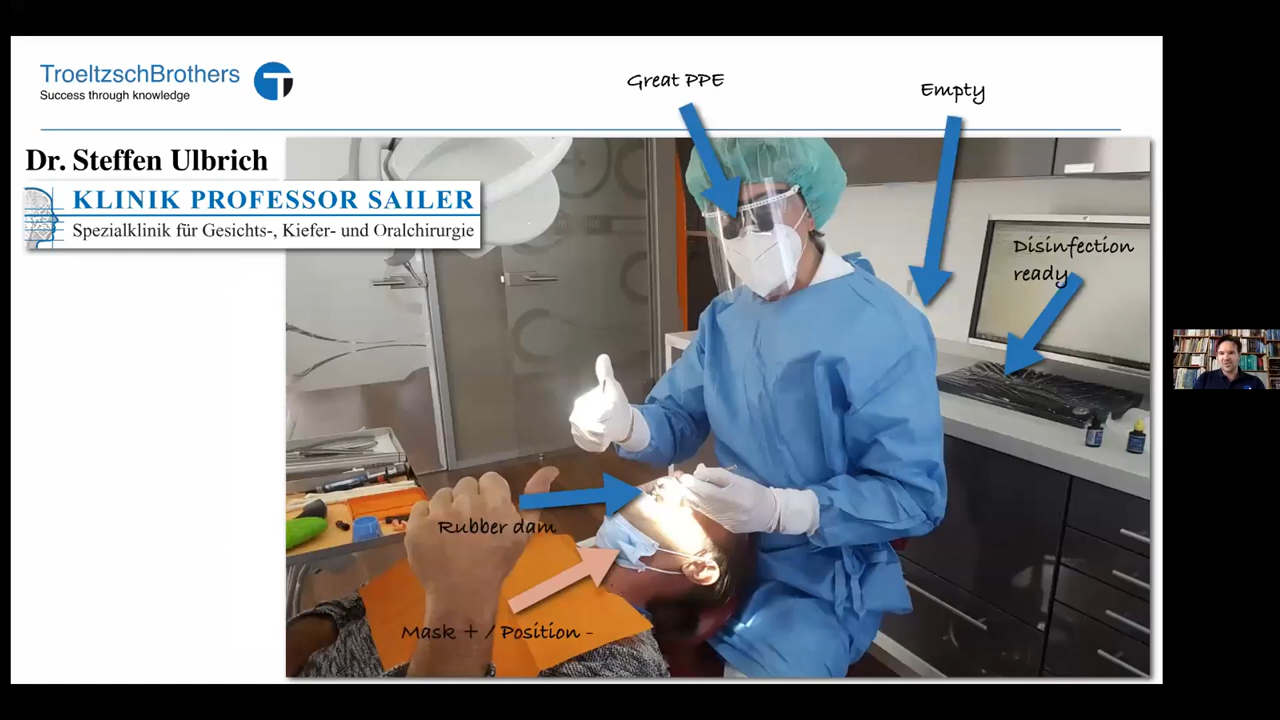 TroeltzschBrothers
Success through knowledge
T
Great PPE
Empty
Dr. Steffen Ulbrich
KLINIK PROFESSOR SAILER
Spezialklinik für Gesichts-, Kiefer- und Oralchirurgie
Disinfection
ready
Rubber dam
Mask + / Position -